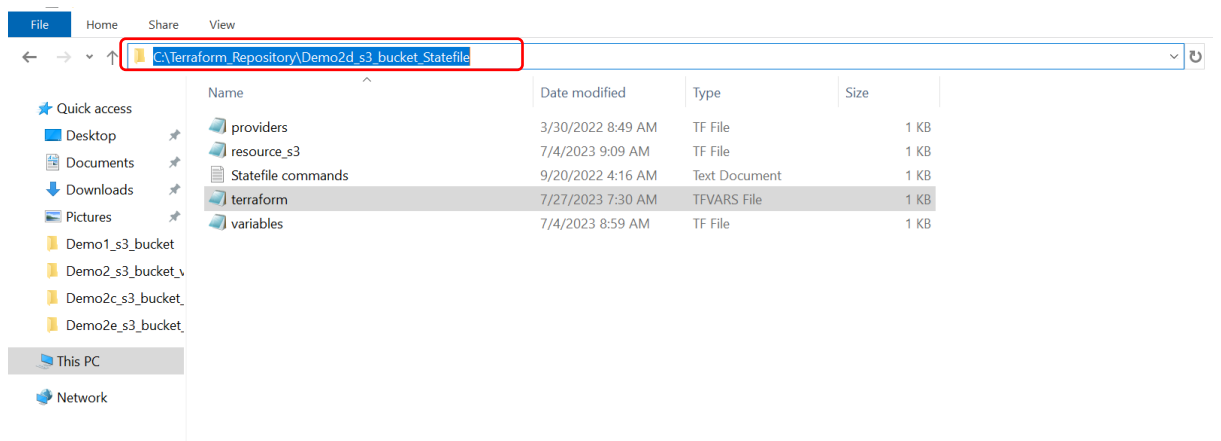 File Home Share View
C:\Terraform_Repository\Demo2d_s3_bucket_Statefile
Name Date modified Type Size
Quick access
Desktop
Documents
Downloads
Pictures
Demo1_s3_bucket
Demo2_s3_bucket_v
Demo2c_s3_bucket_
Demo2e_s3_bucket_
This PC
Network
providers 3/30/2022 8:49 AM TF File 1 KB
resource_s3 7/4/2023 9:09 AM TF File 1 KB
Statefile commands 9/20/2022 4:16 AM Text Document 1 KB
terraform 7/27/2023 7:30 AM TFVARS File 1 KB
variables 7/4/2023 8:59 AM TF File 1 KB